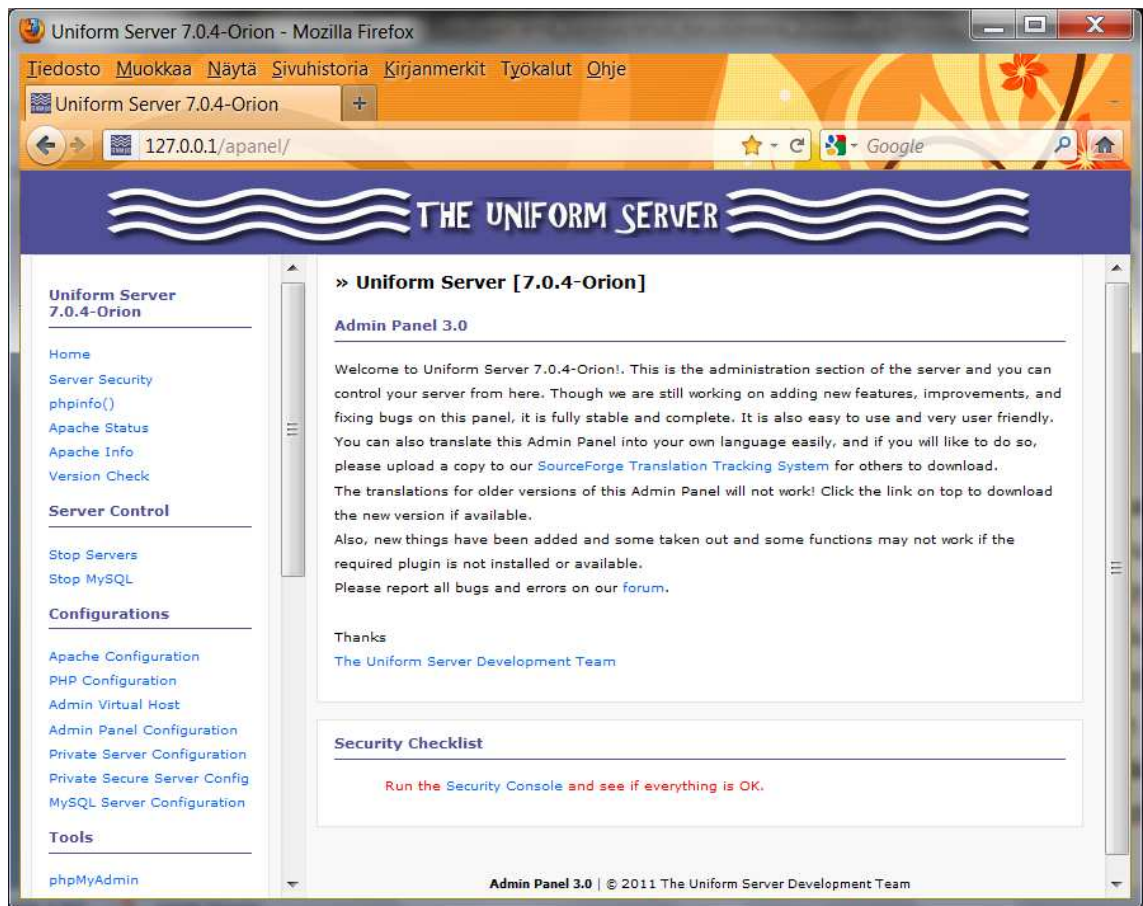 Uniform Server 7.0.4-Orion - Mozilla Firefox
Tiedosto Muokkaa Näytä Sivuhistoria Kirjanmerkit Työkalut Ohje
Uniform Server 7.0.4-Orion
127.0.0.1/apanel/
Google
THE UNIFORM SERVER
Uniform Server
7.0.4-Orion
Home
Server Security
phpinfo()
Apache Status
Apache Info
Version Check
Server Control
Stop Servers
Stop MySQL
Configurations
Apache Configuration
PHP Configuration
Admin Virtual Host
Admin Panel Configuration
Private Server Configuration
Private Secure Server Config
MySQL Server Configuration
Tools
phpMyAdmin
» Uniform Server [7.0.4-Orion]
Admin Panel 3.0
Welcome to Uniform Server 7.0.4-Orion!. This is the administration section of the server and you can
control your server from here. Though we are still working on adding new features, improvements, and
fixing bugs on this panel, it is fully stable and complete. It is also easy to use and very user friendly.
You can also translate this Admin Panel into your own language easily, and if you will like to do so,
please upload a copy to our SourceForge Translation Tracking System for others to download.
The translations for older versions of this Admin Panel will not work! Click the link on top to download
the new version if available.
Also, new things have been added and some taken out and some functions may not work if the
required plugin is not installed or available.
Please report all bugs and errors on our forum.
Thanks
The Uniform Server Development Team
Security Checklist
Run the Security Console and see if everything is OK.
Admin Panel 3.0 | © 2011 The Uniform Server Development Team